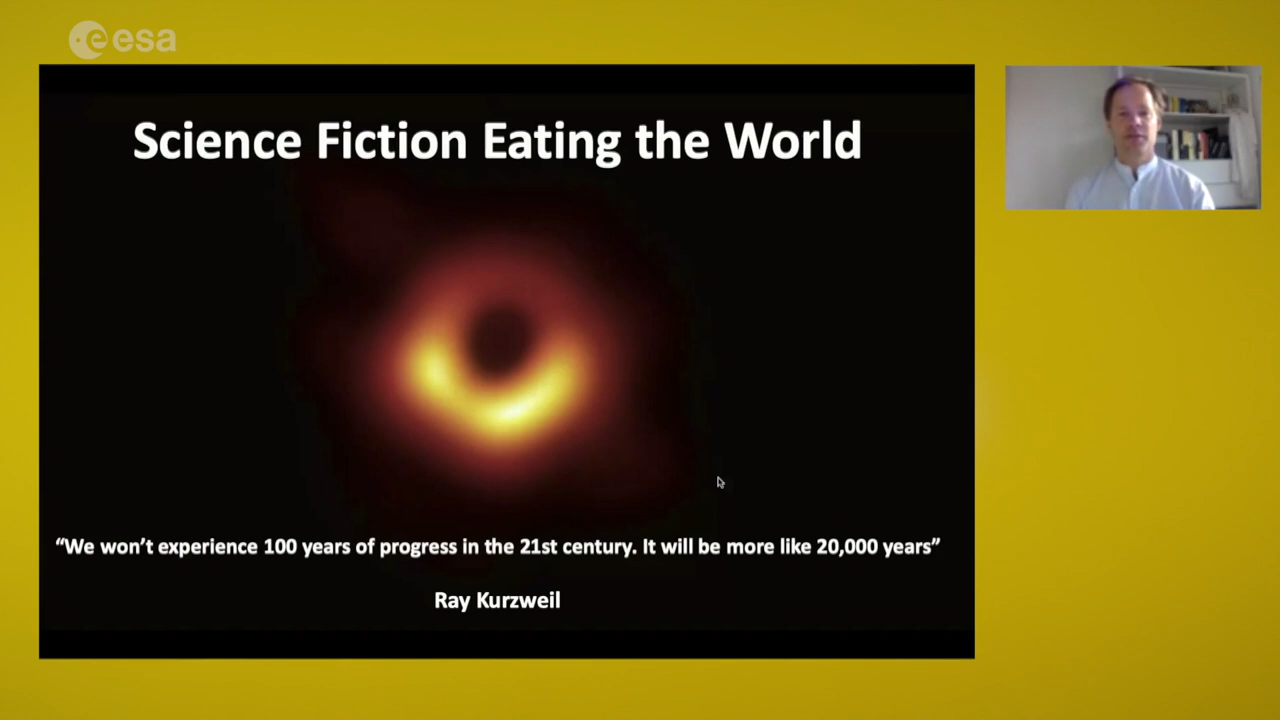 esa
Science Fiction Eating the World
“We won’t experience 100 years of progress in the 21st century. It will be more like 20,000 years”
Ray Kurzweil